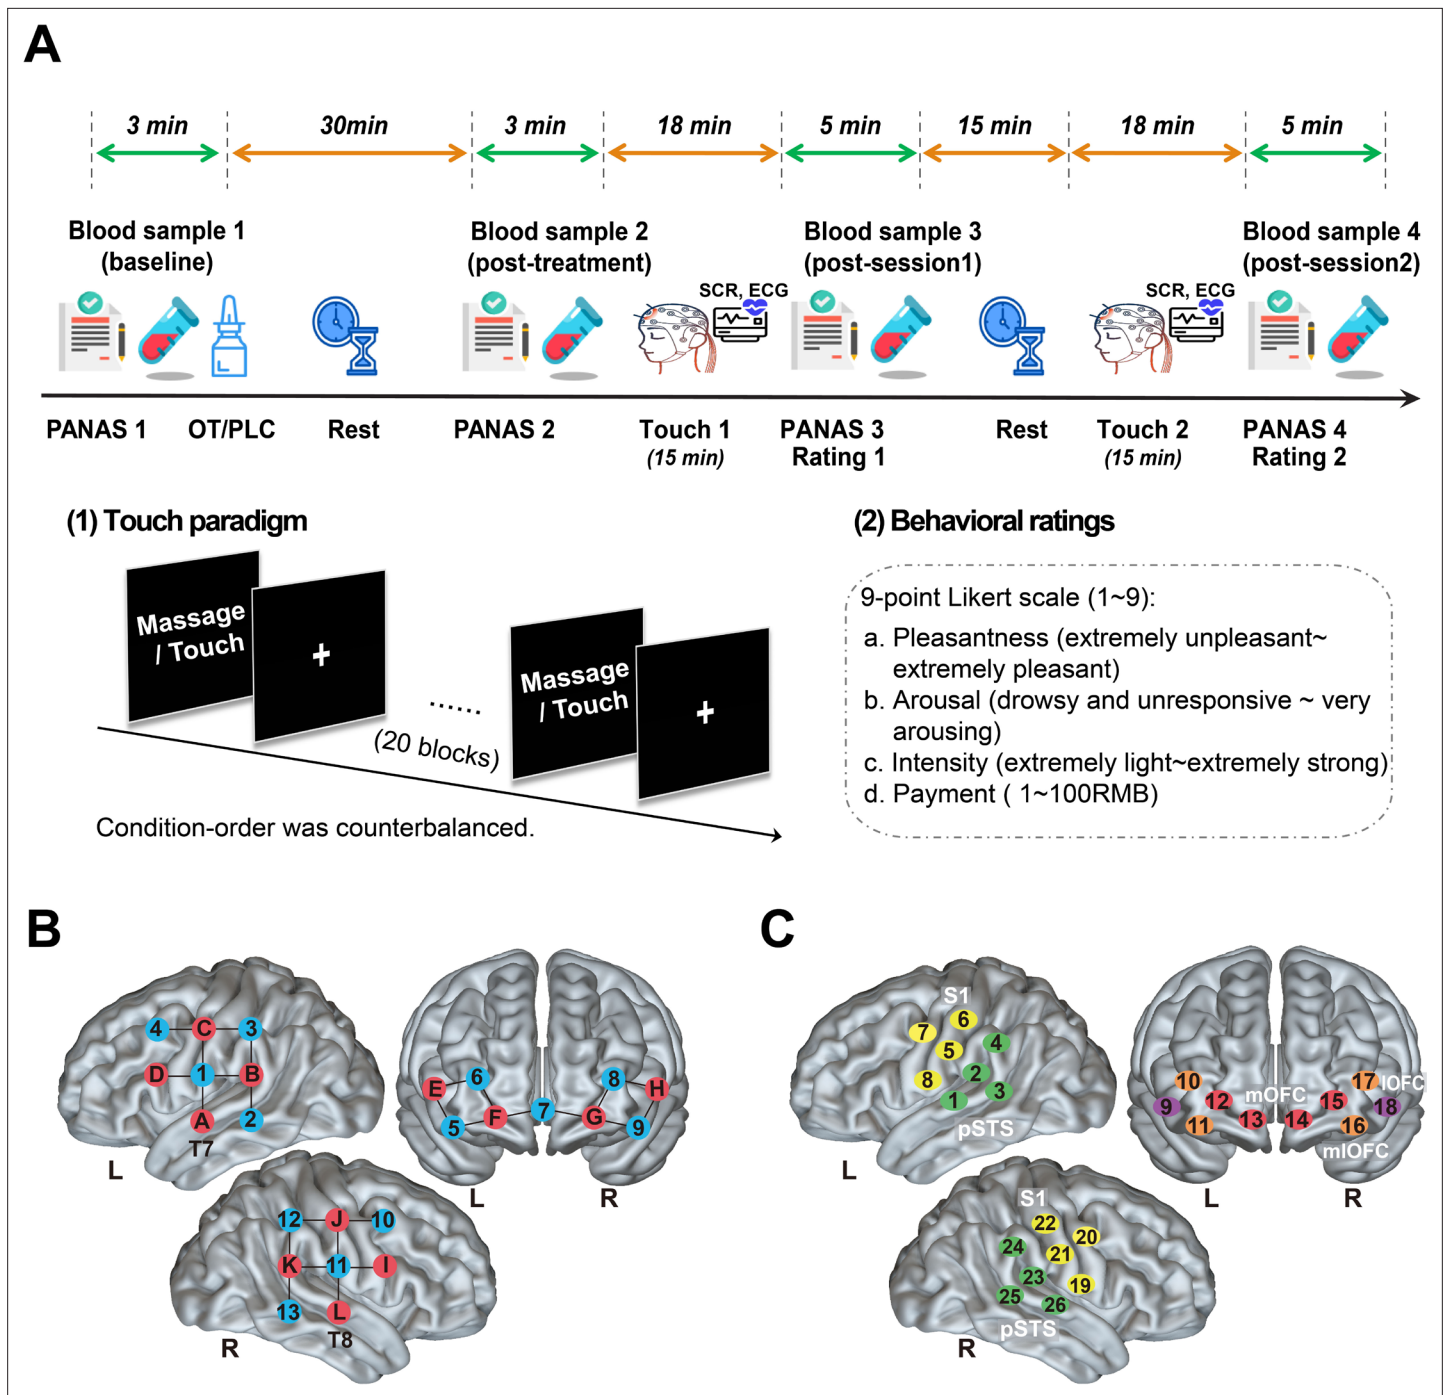 A
3 min 30min 3 min 18 min 5 min 15 min 18 min 5 min
Blood sample 1
(baseline)
Blood sample 2
(post-treatment)
Blood sample 3
(post-session1)
Blood sample 4
(post-session2)
SCR, ECG
SCR, ECG
PANAS 1
OT/PLC
Rest
PANAS 2
Touch 1
(15 min)
PANAS 3
Rating 1
Rest
Touch 2
(15 min)
PANAS 4
Rating 2
(1) Touch paradigm
Massage
/ Touch
+
......
(20 blocks)
Massage
/ Touch
+
Condition-order was counterbalanced.
(2) Behavioral ratings
9-point Likert scale (1~9):
a. Pleasantness (extremely unpleasant~
extremely pleasant)
b. Arousal (drowsy and unresponsive ~ very
arousing)
c. Intensity (extremely light~extremely strong)
d. Payment ( 1~100RMB)
B
4 C 3
D 1 B
A 2
T7
L
E 6 8 H
5 F 7 G 9
L R
12 J 10
K 11 I
13 L
T8
R
C
S1
7 6
5 4
8 2
1 3
pSTS
L
10 17 lOFC
9 12 mOFC 15 18
11 13 14 16
mlOFC
L R
S1
22
24 21 20
23 19
25 26
pSTS
R